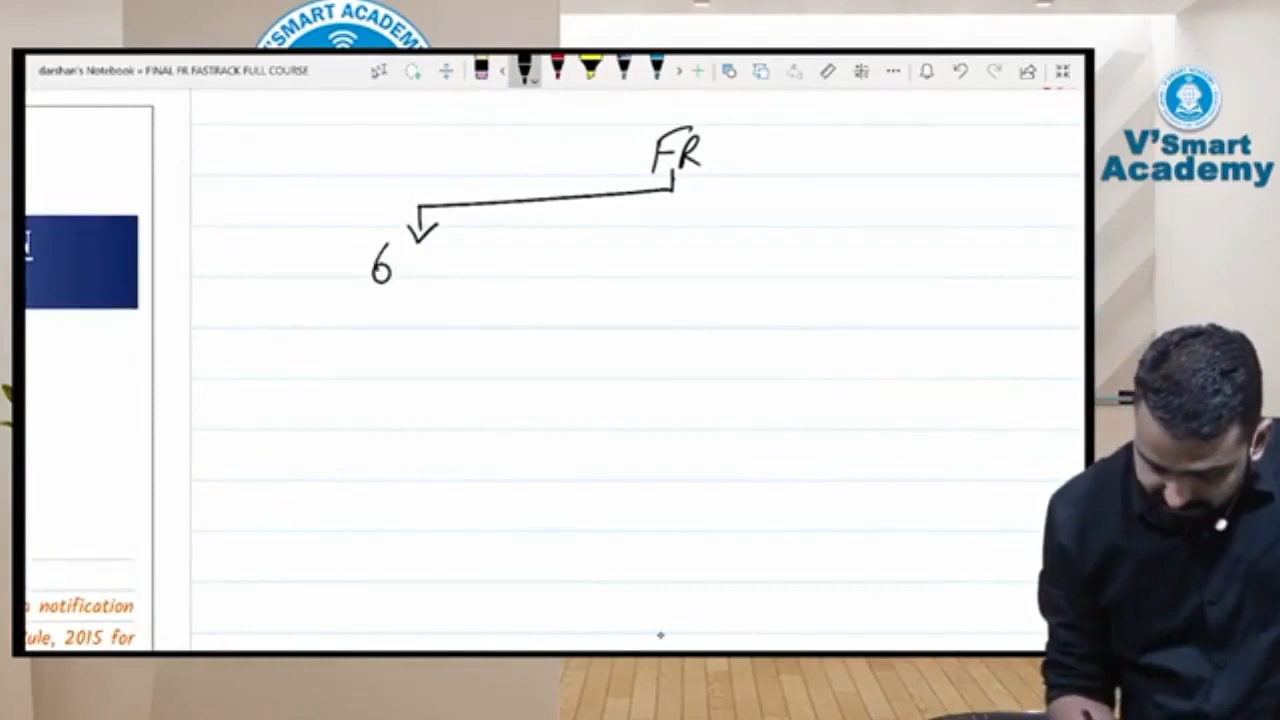 V'SMART ACADEMY
darshan's Notebook » FINAL FR FASTRACK FULL COURSE
V'Smart
Academy
FR
6
N
notification
ule, 2015 for